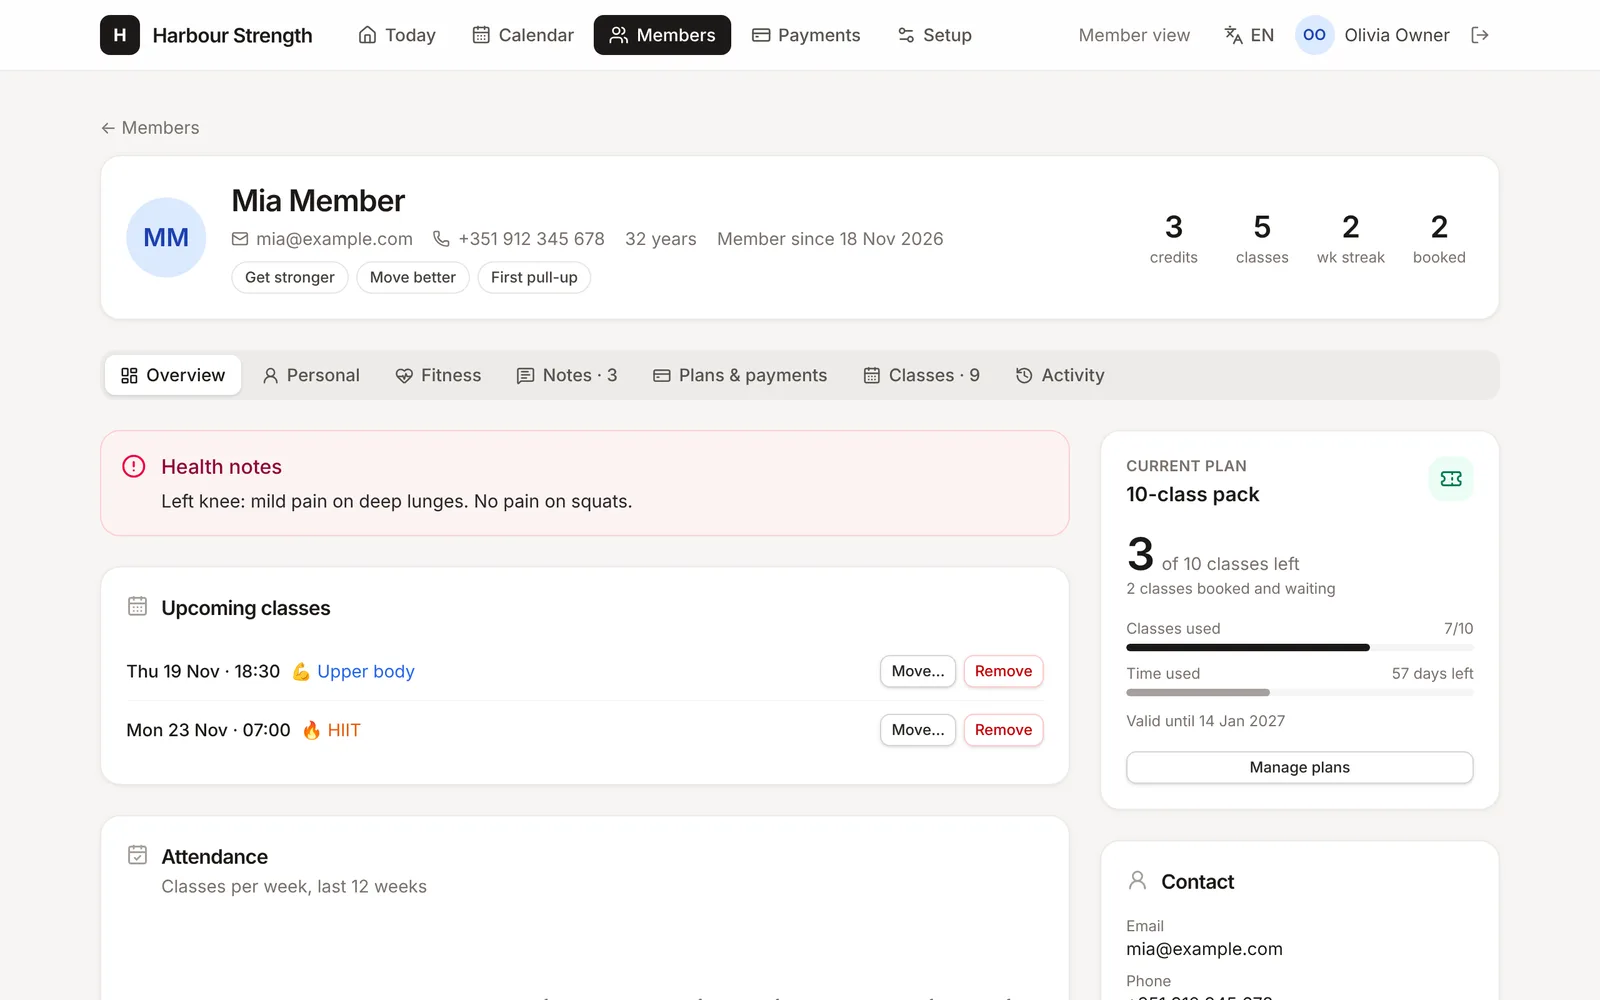 H Harbour Strength Today Calendar Members Payments Setup Member view EN OO Olivia Owner
← Members
MM
Mia Member
mia@example.com +351 912 345 678 32 years Member since 18 Nov 2026
Get stronger Move better First pull-up
3 credits
5 classes
2 wk streak
2 booked
Overview Personal Fitness Notes · 3 Plans & payments Classes · 9 Activity
Health notes
Left knee: mild pain on deep lunges. No pain on squats.
Upcoming classes
Thu 19 Nov · 18:30 💪 Upper body Move... Remove
Mon 23 Nov · 07:00 🔥 HIIT Move... Remove
Attendance
Classes per week, last 12 weeks
CURRENT PLAN
10-class pack
3 of 10 classes left
2 classes booked and waiting
Classes used 7/10
Time used 57 days left
Valid until 14 Jan 2027
Manage plans
Contact
Email
mia@example.com
Phone